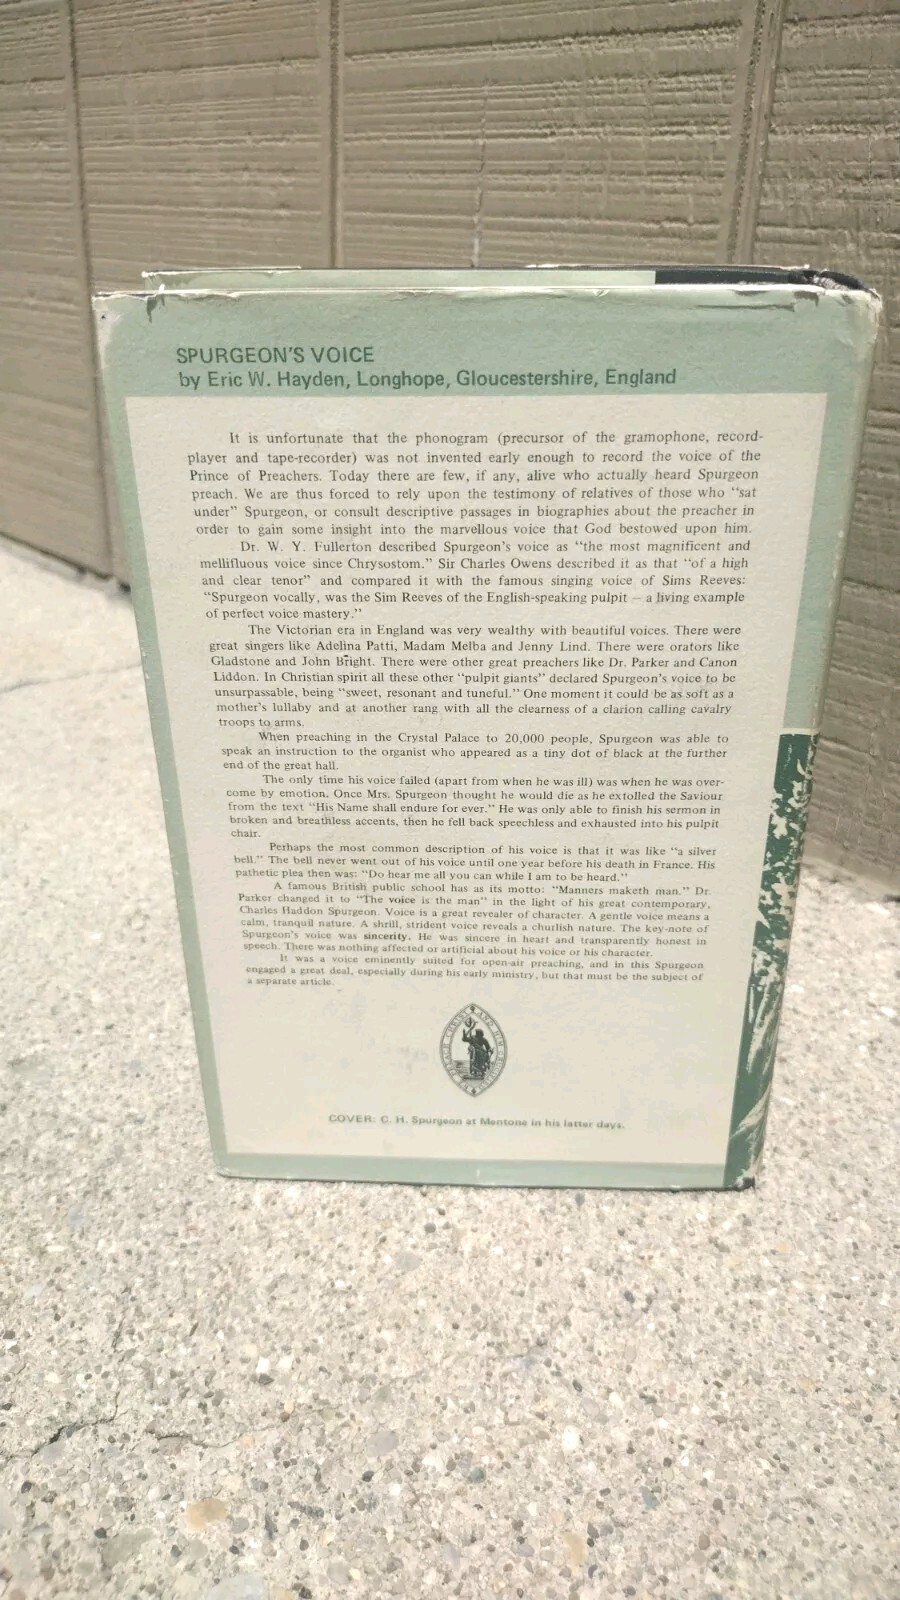 SPURGEON'S VOICE
by Eric W. Hayden, Longhope, Gloucestershire, England
It is unfortunate that the phonogram (precursor of the gramophone, record-
player and tape-recorder) was not invented early enough to record the voice of the
Prince of Preachers. Today there are few, if any, alive who actually heard Spurgeon
preach. We are thus forced to rely upon the testimony of relatives of those who "sat
under" Spurgeon, or consult descriptive passages in biographies about the preacher in
order to gain some insight into the marvellous voice that God bestowed upon him.
Dr. W. Y. Fullerton described Spurgeon's voice as "the most magnificent and
mellifluous voice since Chrysostom." Sir Charles Owens described it as that "of a high
and clear tenor" and compared it with the famous singing voice of Sims Reeves:
"Spurgeon vocally, was the Sim Reeves of the English-speaking pulpit — a living example
of perfect voice mastery."
The Victorian era in England was very wealthy with beautiful voices. There were
great singers like Adelina Patti, Madam Melba and Jenny Lind. There were orators like
Gladstone and John Bright. There were other great preachers like Dr. Parker and Canon
Liddon. In Christian spirit all these other "pulpit giants" declared Spurgeon's voice to be
unsurpassable, being "sweet, resonant and tuneful." One moment it could be as soft as a
mother's lullaby and at another rang with all the clearness of a clarion calling cavalry
troops to arms.
When preaching in the Crystal Palace to 20,000 people, Spurgeon was able to
speak an instruction to the organist who appeared as a tiny dot of black at the further
end of the great hall.
The only time his voice failed (apart from when he was ill) was when he was over-
come by emotion. Once Mrs. Spurgeon thought he would die as he extolled the Saviour
from the text "His Name shall endure for ever." He was only able to finish his sermon in
broken and breathless accents, then he fell back speechless and exhausted into his pulpit
chair.
Perhaps the most common description of his voice is that it was like "a silver
bell." The bell never went out of his voice until one year before his death in France. His
pathetic plea then was: "Do hear me all you can while I am to be heard."
A famous British public school has as its motto: "Manners maketh man." Dr.
Parker changed it to "The voice is the man" in the light of his great contemporary,
Charles Haddon Spurgeon. Voice is a great revealer of character. A gentle voice means a
calm, tranquil nature. A shrill, strident voice reveals a churlish nature. The key-note of
Spurgeon's voice was sincerity. He was sincere in heart and transparently honest in
speech. There was nothing affected or artificial about his voice or his character.
It was a voice eminently suited for open-air preaching, and in this Spurgeon
engaged a great deal, especially during his early ministry, but that must be the subject of
a separate article.
COVER: C. H. Spurgeon at Mentone in his latter days.